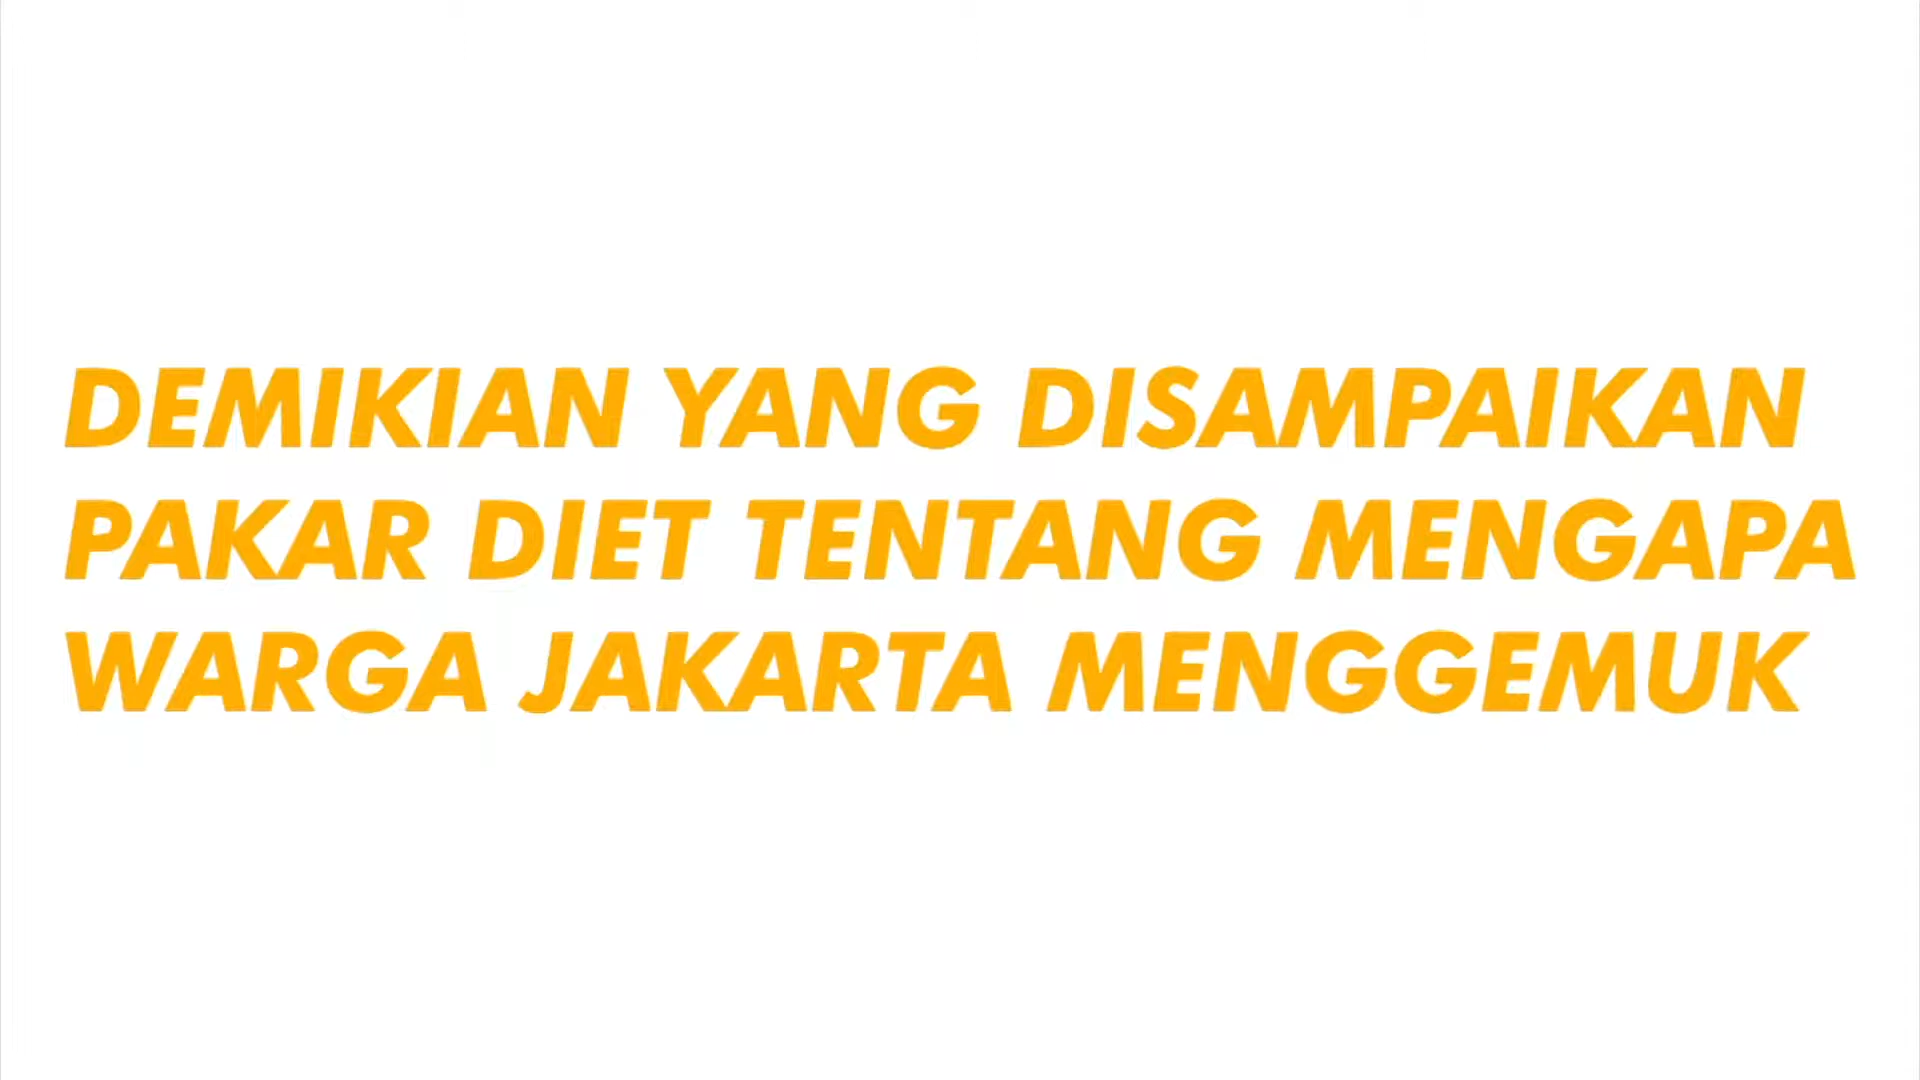 DEMIKIAN YANG DISAMPAIKAN
PAKAR DIET TENTANG MENGAPA
WARGA JAKARTA MENGGEMUK